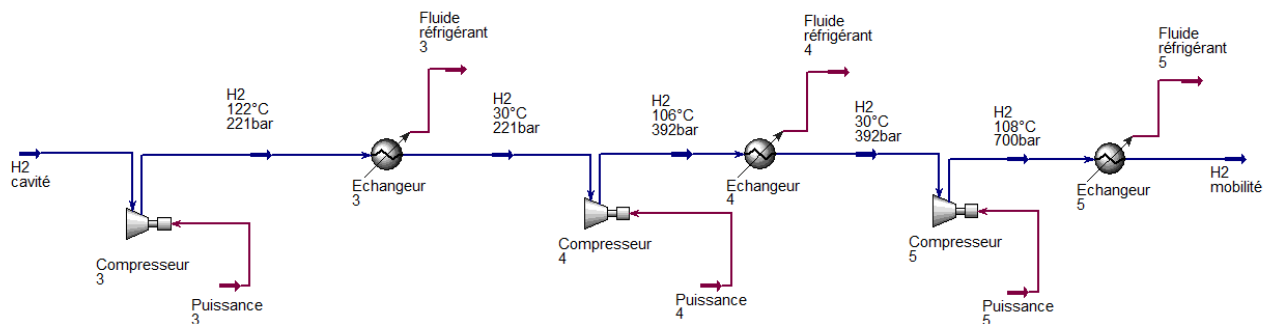 H2
cavité
Compresseur
3
Puissance
3
H2
122°C
221bar
Fluide
réfrigérant
3
Echangeur
3
H2
30°C
221bar
Compresseur
4
Puissance
4
H2
106°C
392bar
Fluide
réfrigérant
4
Echangeur
4
H2
30°C
392bar
Compresseur
5
Puissance
5
H2
108°C
700bar
Fluide
réfrigérant
5
Echangeur
5
H2
mobilité